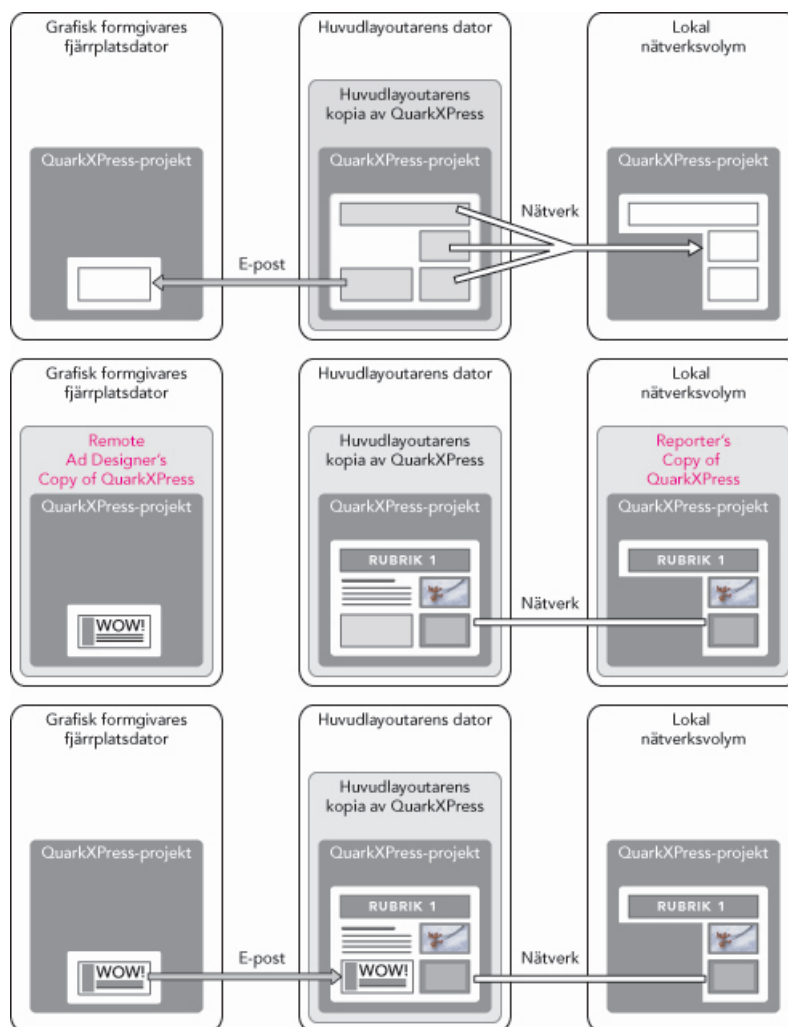 Grafisk formgivares
fjärrplatsdator
Huvudlayoutarens dator
Lokal
nätverksvolym
Huvudlayoutarens
kopia av QuarkXPress
QuarkXPress-projekt
QuarkXPress-projekt
QuarkXPress-projekt
E-post
Nätverk
Grafisk formgivares
fjärrplatsdator
Huvudlayoutarens dator
Lokal
nätverksvolym
Remote
Ad Designer's
Copy of QuarkXPress
Huvudlayoutarens
kopia av QuarkXPress
Reporter's
Copy of
QuarkXPress
QuarkXPress-projekt
QuarkXPress-projekt
QuarkXPress-projekt
RUBRIK 1
RUBRIK 1
Nätverk
WOW!
Grafisk formgivares
fjärrplatsdator
Huvudlayoutarens dator
Lokal
nätverksvolym
Huvudlayoutarens
kopia av QuarkXPress
QuarkXPress-projekt
QuarkXPress-projekt
QuarkXPress-projekt
RUBRIK 1
RUBRIK 1
E-post
Nätverk
WOW!
WOW!